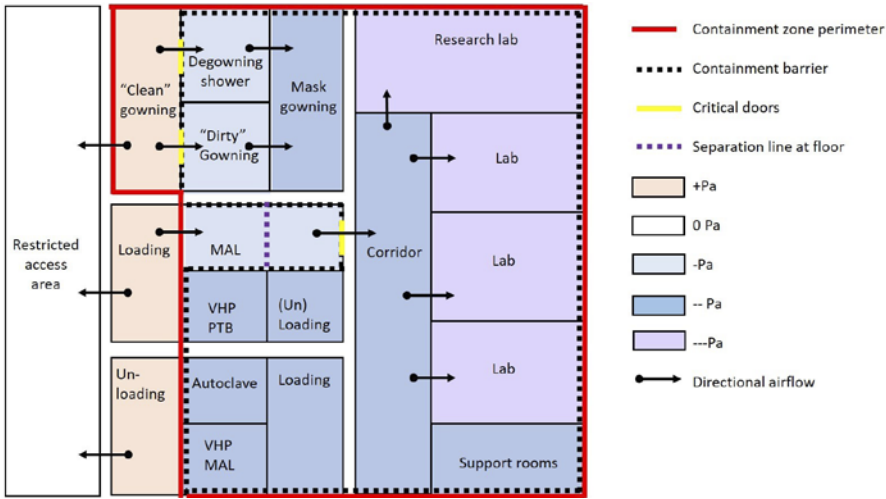 Research lab
Degowning
shower
"Clean"
gowning
Mask
gowning
"Dirty"
Gowning
Lab
Restricted
access
area
Loading
MAL
Corridor
Lab
VHP
PTB
(Un)
Loading
Un-
loading
Autoclave
Loading
Lab
VHP
MAL
Support rooms
Containment zone perimeter
Containment barrier
Critical doors
Separation line at floor
+Pa
0 Pa
-Pa
-- Pa
---Pa
Directional airflow